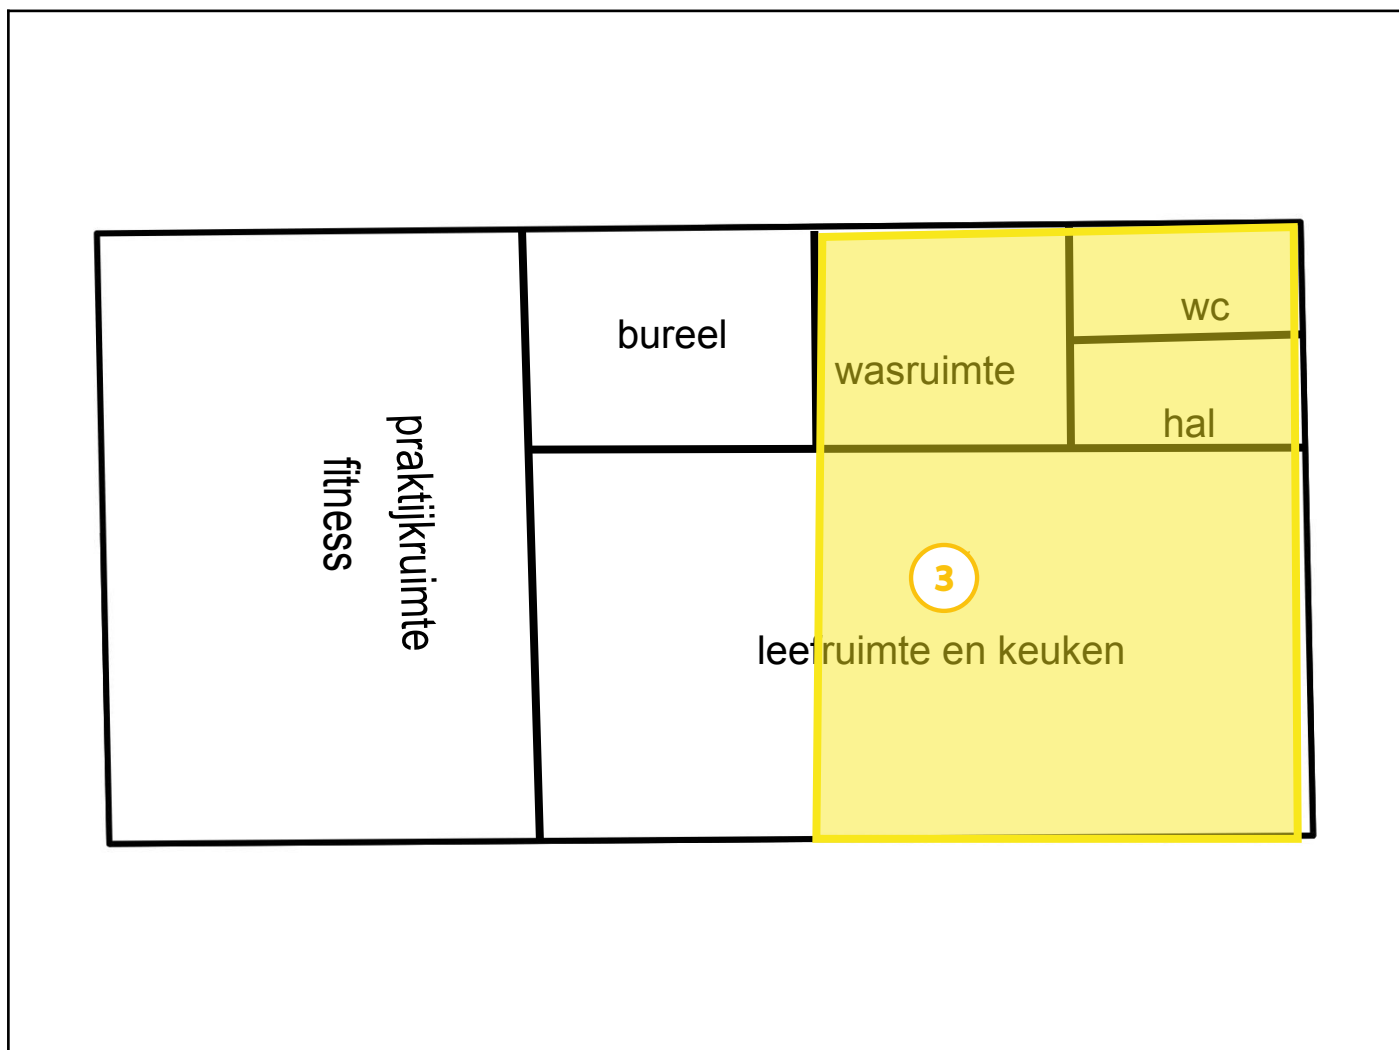 praktijkruimte
fitness
bureel
wasruimte
wc
hal
3
leefruimte en keuken